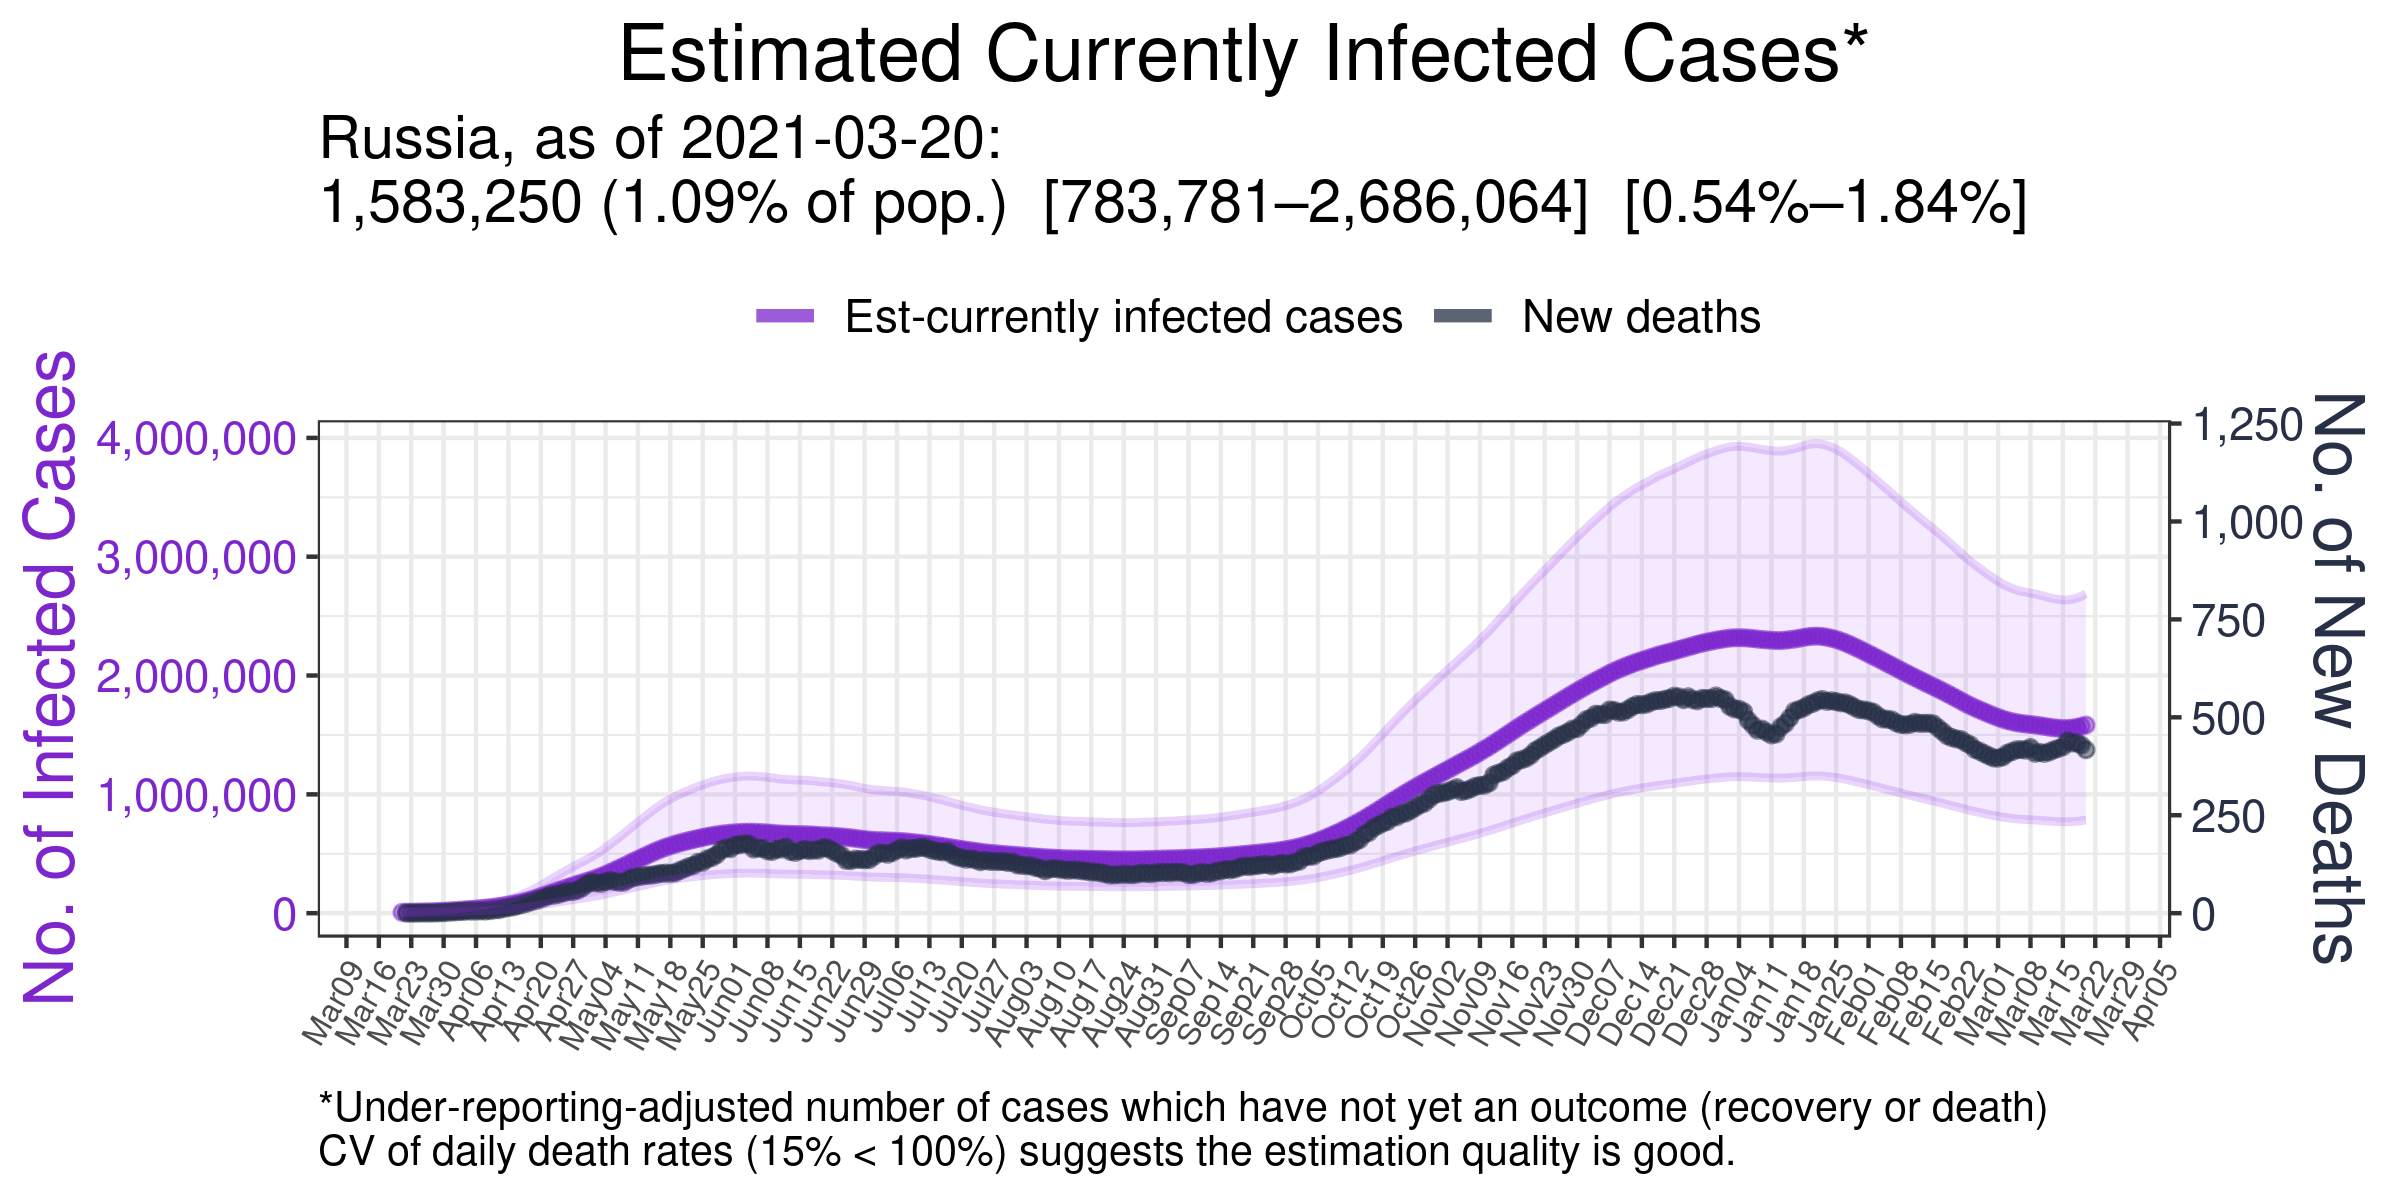 Estimated Currently Infected Cases*
Russia, as of 2021-03-20:
1,583,250 (1.09% of pop.)  [783,781–2,686,064]  [0.54%–1.84%]
Est-currently infected cases
New deaths
No. of Infected Cases
4,000,000
3,000,000
2,000,000
1,000,000
0
1,250
1,000
750
500
250
0
No. of New Deaths
Mar09
Mar16
Mar23
Mar30
Apr06
Apr13
Apr20
Apr27
May04
May11
May18
May25
Jun01
Jun08
Jun15
Jun22
Jun29
Jul06
Jul13
Jul20
Jul27
Aug03
Aug10
Aug17
Aug24
Aug31
Sep07
Sep14
Sep21
Sep28
Oct05
Oct12
Oct19
Oct26
Nov02
Nov09
Nov16
Nov23
Nov30
Dec07
Dec14
Dec21
Dec28
Jan04
Jan11
Jan18
Jan25
Feb01
Feb08
Feb15
Feb22
Mar01
Mar08
Mar15
Mar22
Mar29
Apr05
*Under-reporting-adjusted number of cases which have not yet an outcome (recovery or death)
CV of daily death rates (15% < 100%) suggests the estimation quality is good.